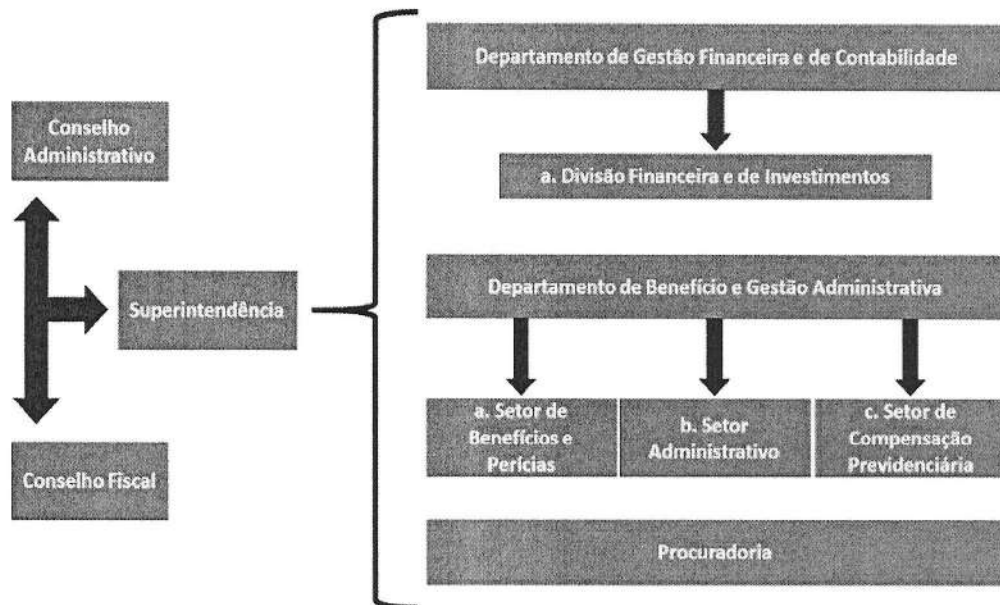 Conselho
Administrativo
Superintendência
Conselho Fiscal
Departamento de Gestão Financeira e de Contabilidade
a. Divisão Financeira e de Investimentos
Departamento de Benefício e Gestão Administrativa
a. Setor de
Benefícios e
Perícias
b. Setor
Administrativo
c. Setor de
Compensação
Previdenciária
Procuradoria